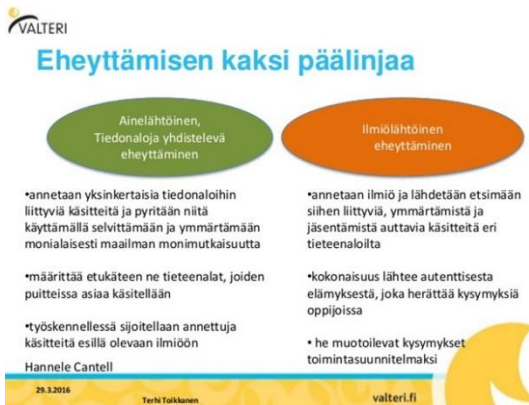 VALTERI
Eheyttämisen kaksi päälinjaa
Ainelähtöinen,
Tiedonaloja yhdistelevä
eheyttäminen
•annetaan yksinkertaisia tiedonaloihin
liittyviä käsitteitä ja pyritään niitä
käyttämällä selvittämään ja ymmärtämään
monialaisesti maailman monimutkaisuutta
•määrittää etukäteen ne tieteenalat, joiden
puitteissa asiaa käsitellään
•työskennellessä sijoitellaan annettuja
käsitteitä esillä olevaan ilmiöön
Hannele Cantell
Ilmiölähtöinen
eheyttäminen
•annetaan ilmiö ja lähdetään etsimään
siihen liittyviä, ymmärtämistä ja
jäsentämistä auttavia käsitteitä eri
tieteenaloilta
•kokonaisuus lähtee autenttisesta
elämyksestä, joka herättää kysymyksiä
oppijoissa
• he muotoilevat kysymykset
toimintasuunnitelmaksi
29.3.2016
Terhi Toikkanen
valteri.fi